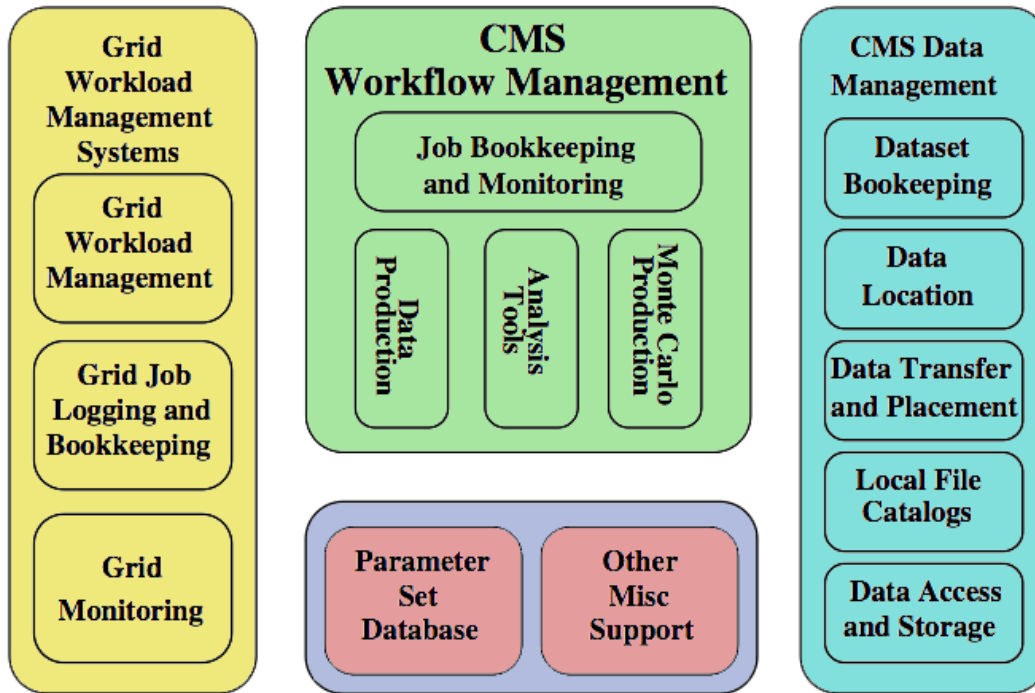 Grid
Workload
Management
Systems
Grid
Workload
Management
Grid Job
Logging and
Bookkeeping
Grid
Monitoring
CMS
Workflow Management
Job Bookkeeping
and Monitoring
Data
Production
Analysis
Tools
Monte Carlo
Production
Parameter
Set
Database
Other
Misc
Support
CMS Data
Management
Dataset
Bookeeping
Data
Location
Data Transfer
and Placement
Local File
Catalogs
Data Access
and Storage